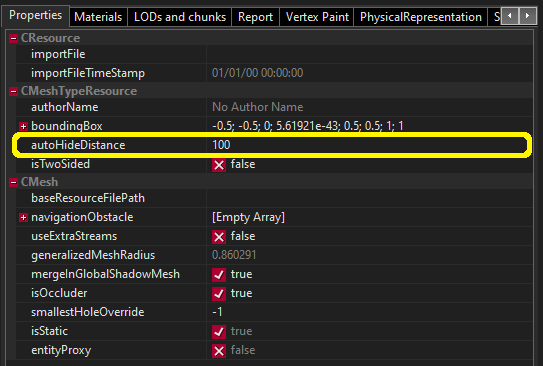 Properties Materials LODs and chunks Report Vertex Paint PhysicalRepresentation S
CResource
importFile
importFileTimeStamp 01/01/00 00:00:00
CMeshTypeResource
authorName No Author Name
boundingBox -0.5; -0.5; 0; 5.61921e-43; 0.5; 0.5; 1; 1
autoHideDistance 100
isTwoSided false
CMesh
baseResourceFilePath
navigationObstacle [Empty Array]
useExtraStreams false
generalizedMeshRadius 0.860291
mergeInGlobalShadowMesh true
isOccluder true
smallestHoleOverride -1
isStatic true
entityProxy false